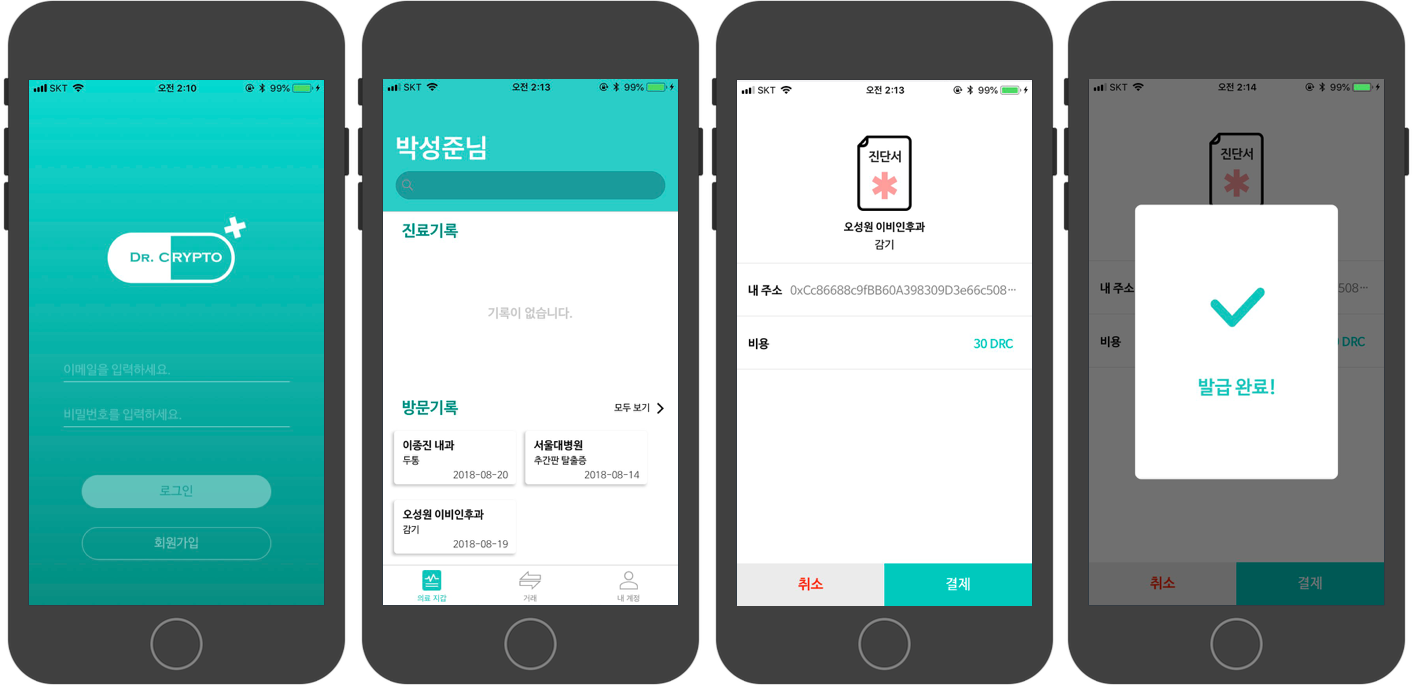 SKT 오전 2:10 99%
DR. CRYPTO
이메일을 입력하세요.
비밀번호를 입력하세요.
로그인
회원가입
SKT 오전 2:13 99%
박성준님
진료기록
기록이 없습니다.
방문기록 모두 보기
이종진 내과
두통
2018-08-20
서울대병원
추간판 탈출증
2018-08-14
오성원 이비인후과
감기
2018-08-19
의료 지갑 거래 내 계정
SKT 오전 2:13 99%
진단서
오성원 이비인후과
감기
내 주소 0xCc86688c9fBB60A398309D3e66c508···
비용 30 DRC
취소 결제
SKT 오전 2:14 99%
진단서
내 주소 508···
비용 DRC
발급 완료!
취소 결제